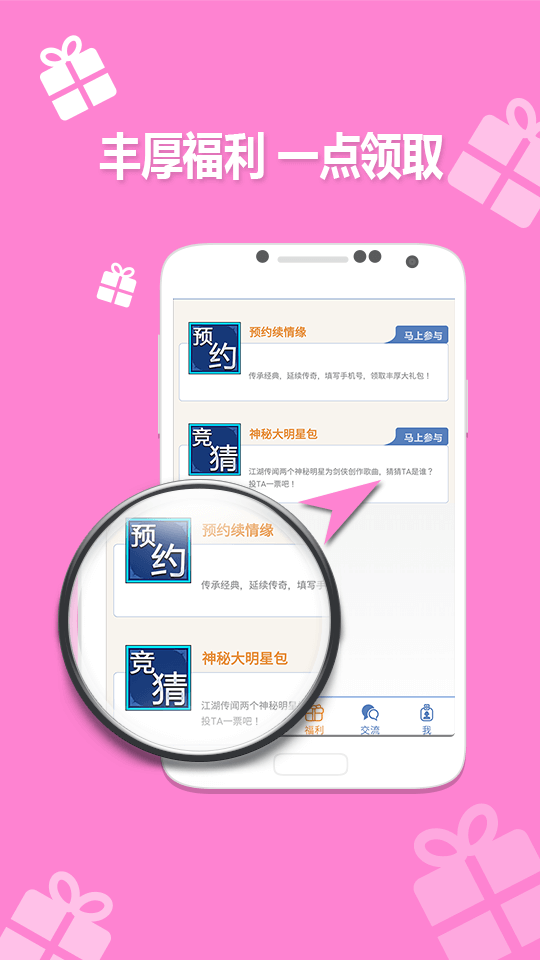 丰厚福利 一点领取
预约
预约续情缘
马上参与
传承经典，延续传奇，填写手机号，领取丰厚大礼包！
竞猜
神秘大明星包
马上参与
江湖传闻两个神秘明星为剑侠创作歌曲，猜猜TA是谁？
投TA一票吧！
预约
预约续情缘
传承经典，延续传奇，填写手
竞猜
神秘大明星包
江湖传闻两个神秘明星
投TA一票吧！
福利
交流
我